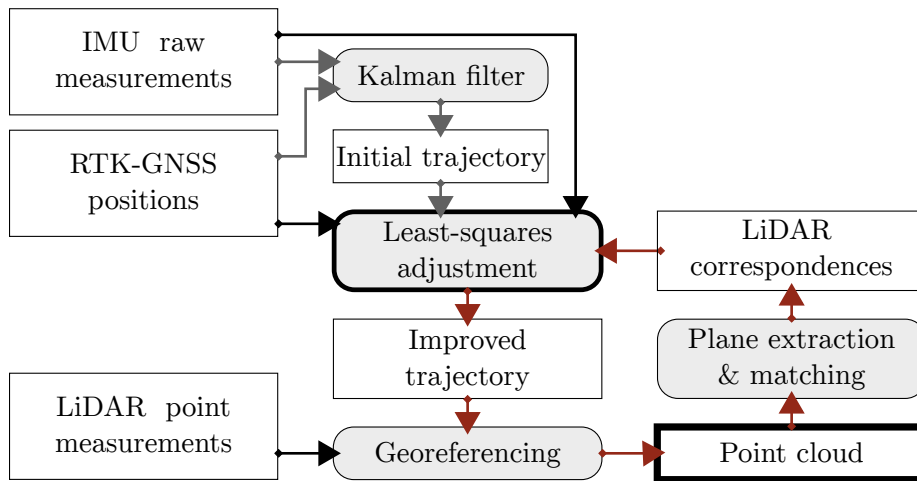 IMU raw
measurements
Kalman filter
RTK-GNSS
positions
Initial trajectory
Least-squares
adjustment
LiDAR
correspondences
Improved
trajectory
Plane extraction
& matching
LiDAR point
measurements
Georeferencing
Point cloud